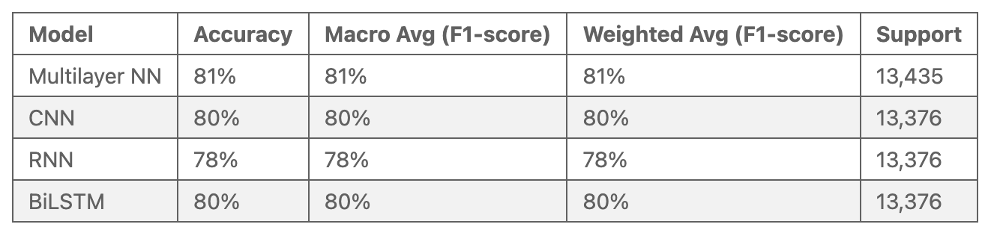 Model Accuracy Macro Avg (F1-score) Weighted Avg (F1-score) Support
Multilayer NN 81% 81% 81% 13,435
CNN 80% 80% 80% 13,376
RNN 78% 78% 78% 13,376
BiLSTM 80% 80% 80% 13,376